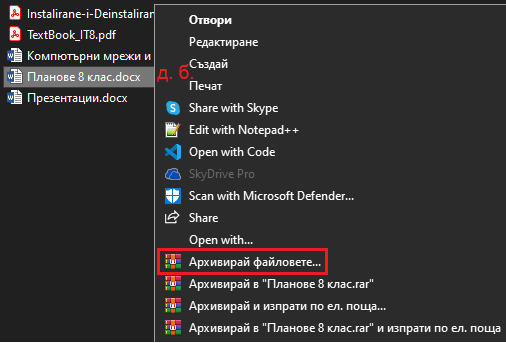 Instalirane-i-Deinstaliran
TextBook_IT8.pdf
Компютърни мрежи и
Планове 8 клас.docx
Презентации.docx
д. б.
Отвори
Редактиране
Създай
Печат
Share with Skype
Edit with Notepad++
Open with Code
SkyDrive Pro
Scan with Microsoft Defender...
Share
Open with...
Архивирай файловете...
Архивирай в "Планове 8 клас.rar"
Архивирай и изпрати по ел. поща...
Архивирай в "Планове 8 клас.rar" и изпрати по ел. поща